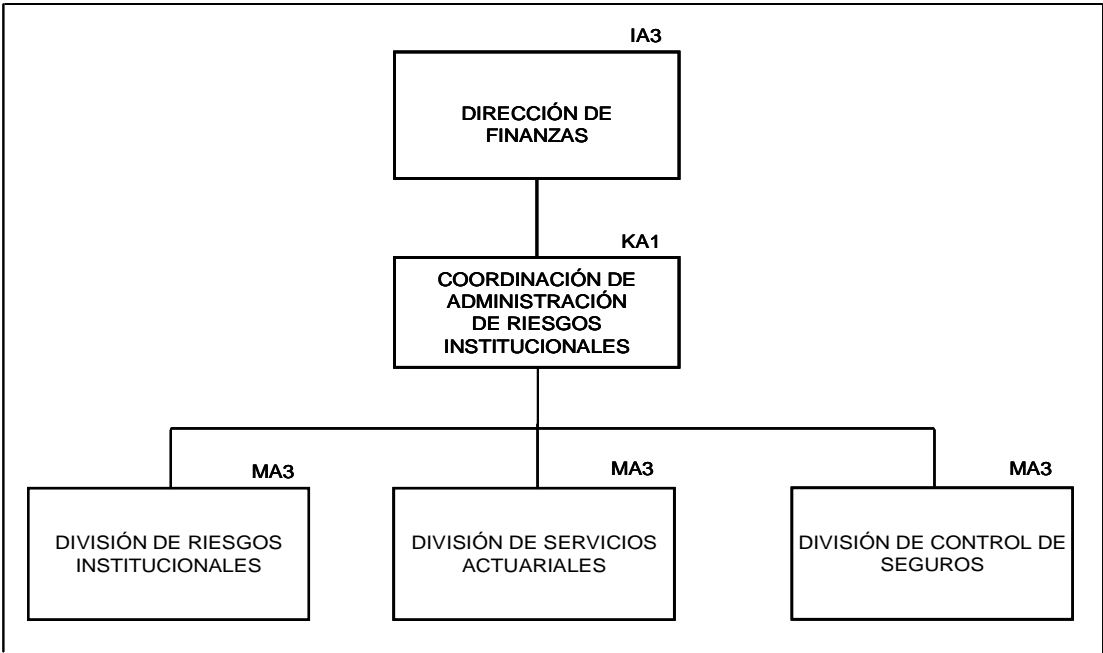 IA3
DIRECCIÓN DE
FINANZAS
KA1
COORDINACIÓN DE
ADMINISTRACIÓN
DE RIESGOS
INSTITUCIONALES
MA3
DIVISIÓN DE RIESGOS
INSTITUCIONALES
MA3
DIVISIÓN DE SERVICIOS
ACTUARIALES
MA3
DIVISIÓN DE CONTROL DE
SEGUROS